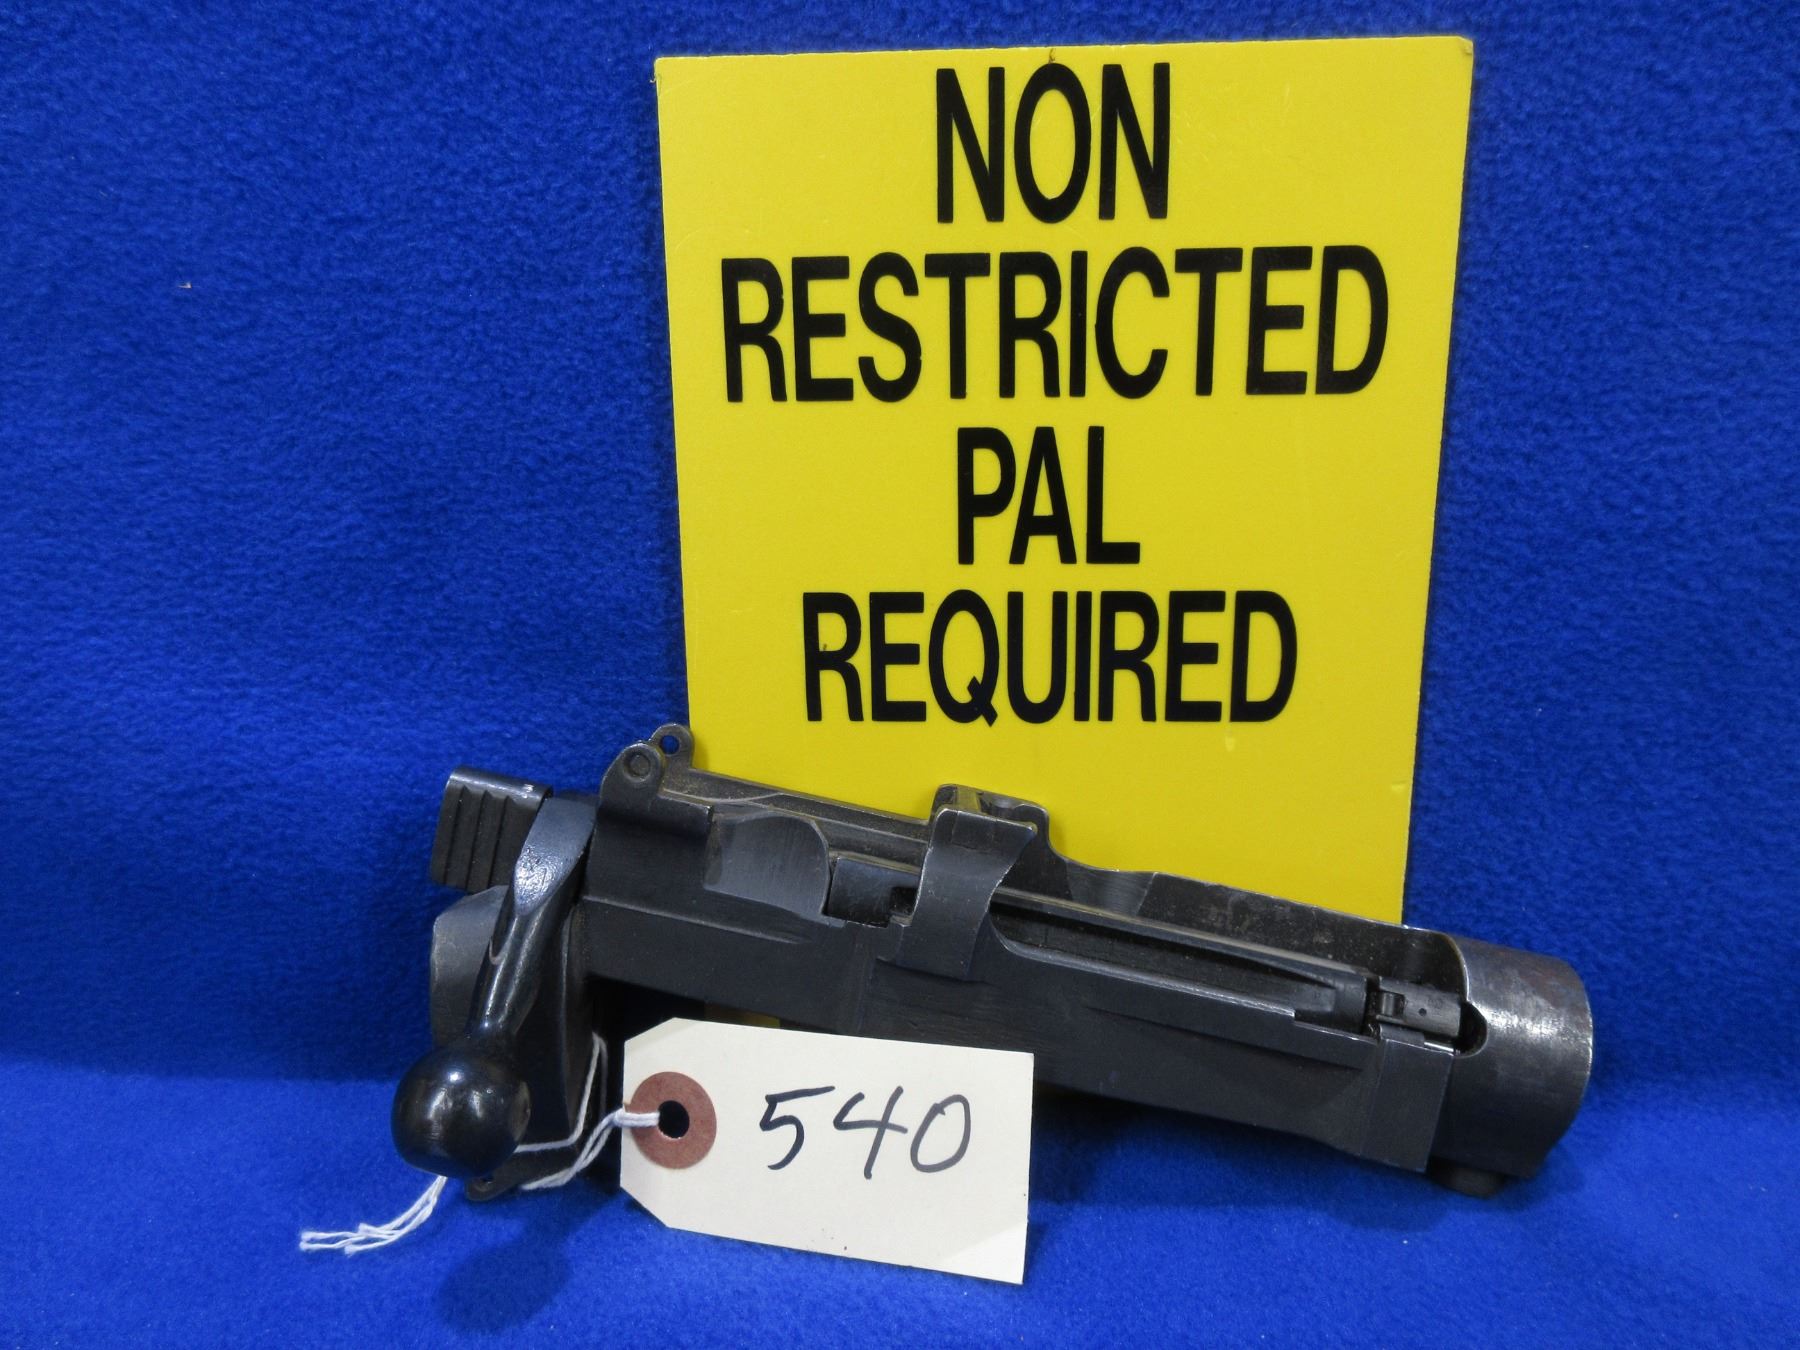 NON
RESTRICTED
PAL
REQUIRED
540